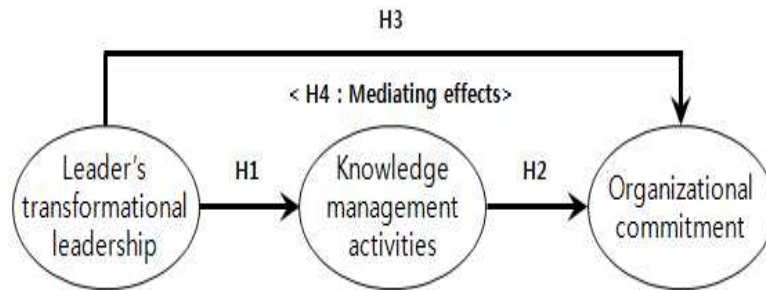 H3
< H4 : Mediating effects>
Leader's
transformational
leadership
H1
Knowledge
management
activities
H2
Organizational
commitment